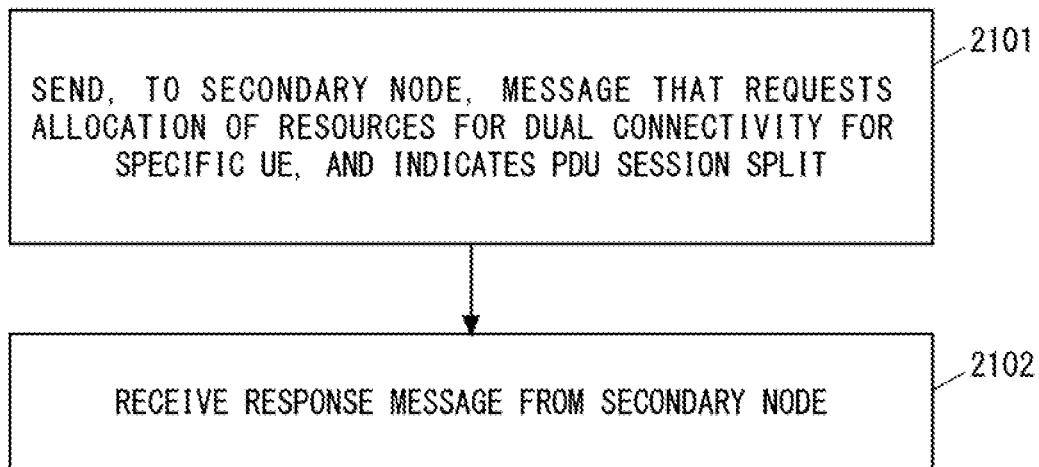 2101
SEND, TO SECONDARY NODE, MESSAGE THAT REQUESTS
ALLOCATION OF RESOURCES FOR DUAL CONNECTIVITY FOR
SPECIFIC UE, AND INDICATES PDU SESSION SPLIT
2102
RECEIVE RESPONSE MESSAGE FROM SECONDARY NODE